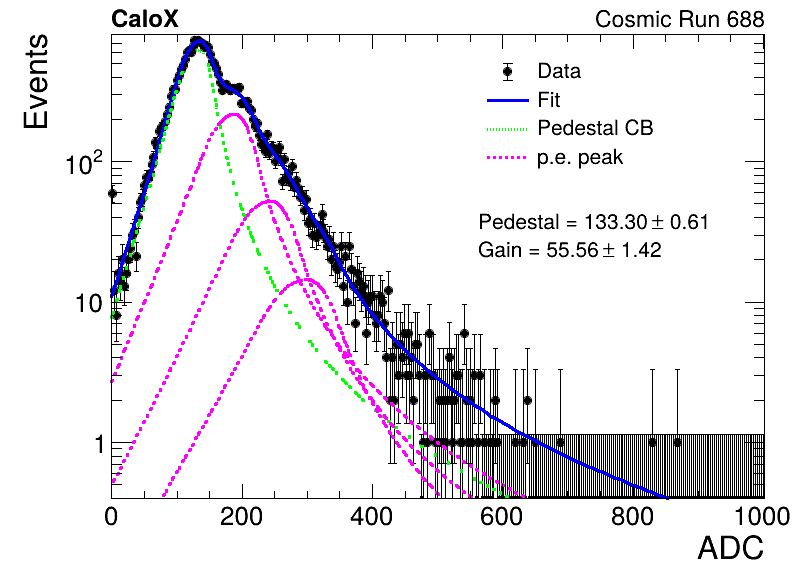 CaloX
Cosmic Run 688
Events
Data
Fit
Pedestal CB
p.e. peak
Pedestal = 133.30 ± 0.61
Gain = 55.56 ± 1.42
10²
10
1
0 200 400 600 800 1000
ADC